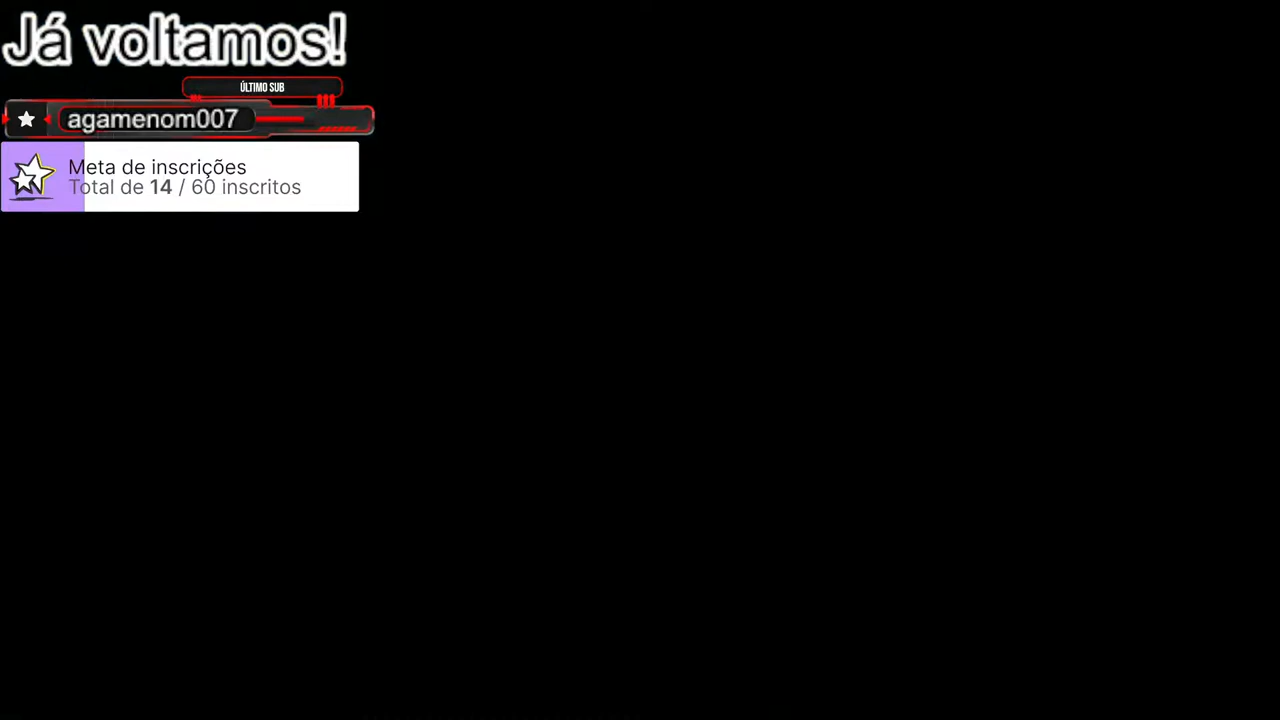 Já voltamos!
ÚLTIMO SUB
agamenom007
Meta de inscrições
Total de 14 / 60 inscritos